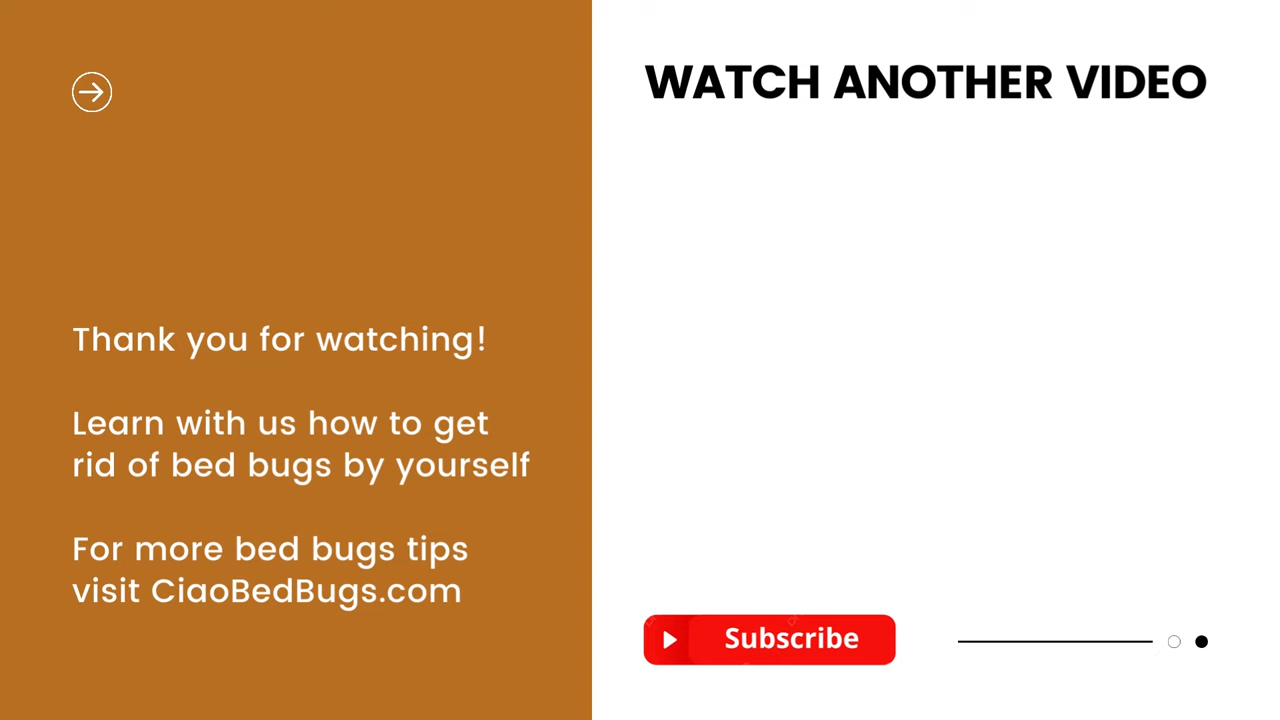 Thank you for watching!
Learn with us how to get
rid of bed bugs by yourself
For more bed bugs tips
visit CiaoBedBugs.com
WATCH ANOTHER VIDEO
Subscribe